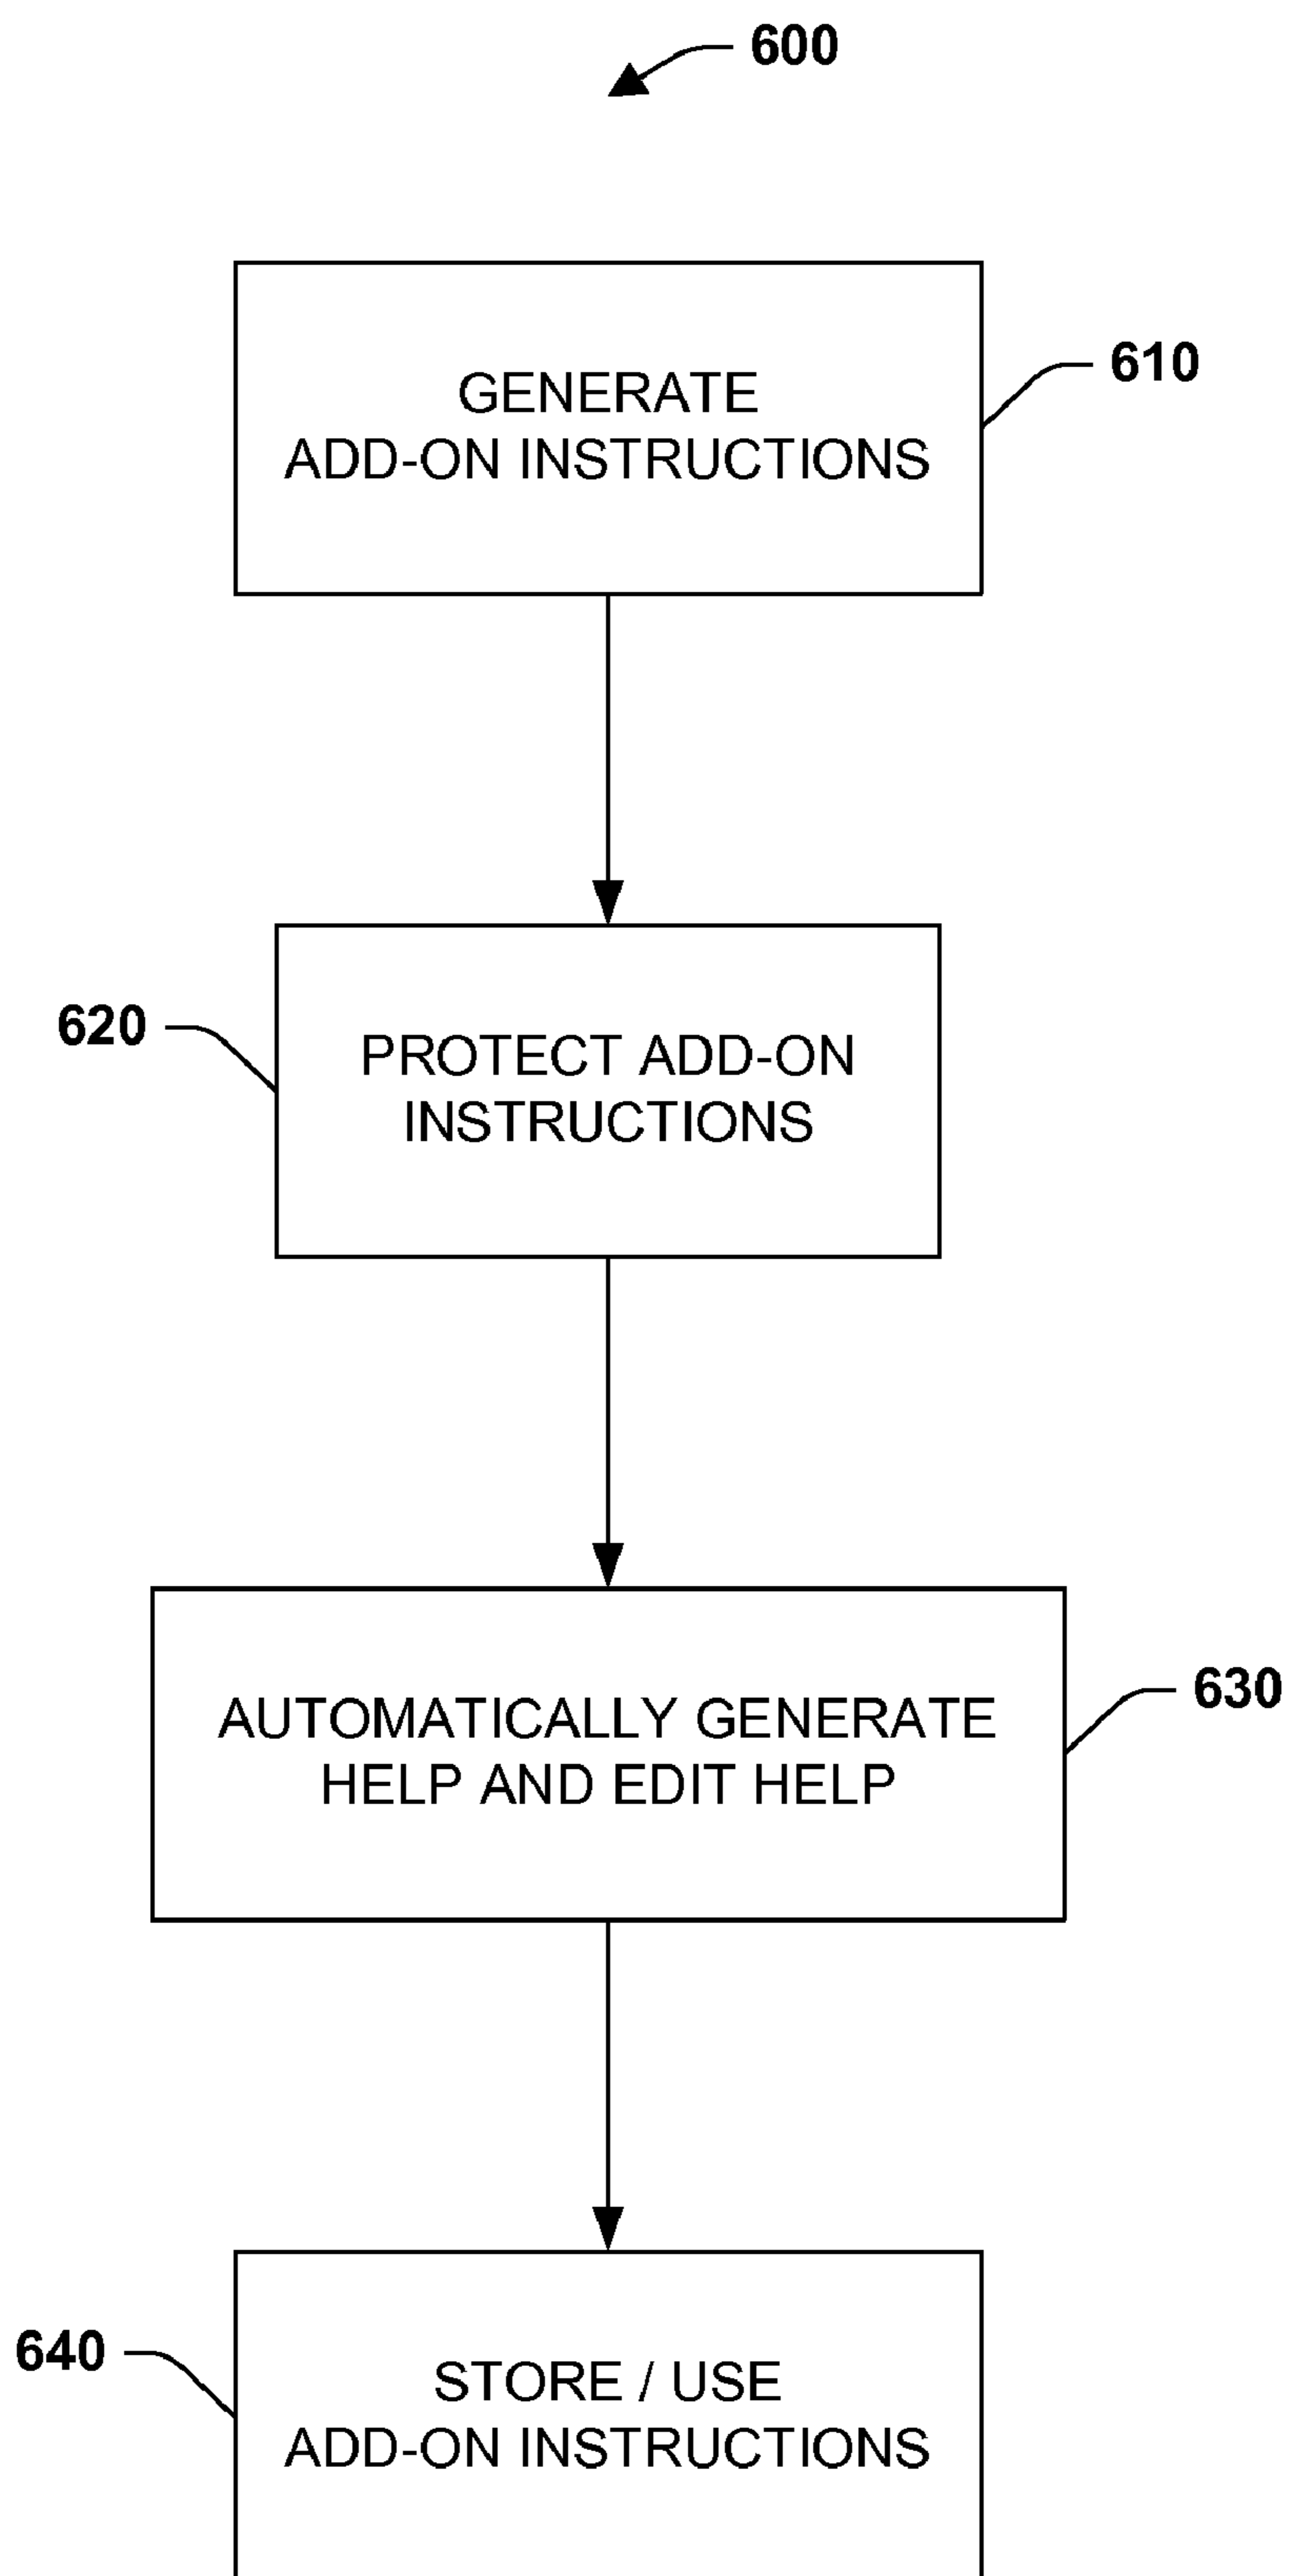 600
GENERATE
ADD-ON INSTRUCTIONS
610
620
PROTECT ADD-ON
INSTRUCTIONS
AUTOMATICALLY GENERATE
HELP AND EDIT HELP
630
640
STORE / USE
ADD-ON INSTRUCTIONS